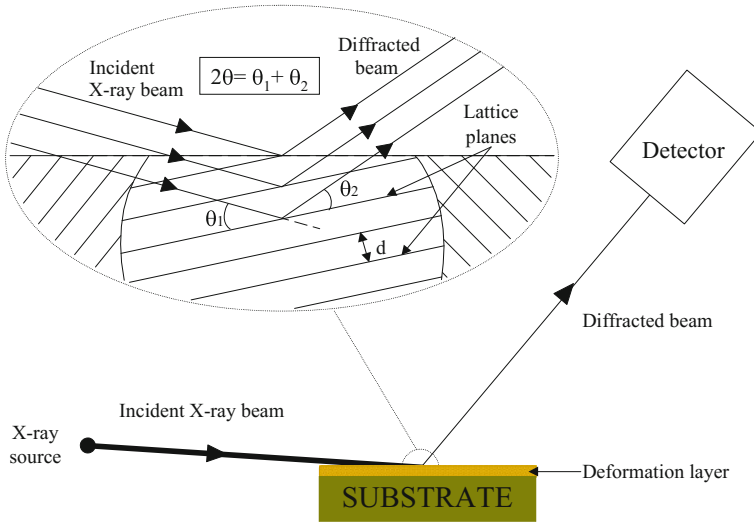 Incident
X-ray beam
2θ= θ1+ θ2
Diffracted
beam
Lattice
planes
Detector
θ1
θ2
d
Diffracted beam
Incident X-ray beam
X-ray
source
Deformation layer
SUBSTRATE